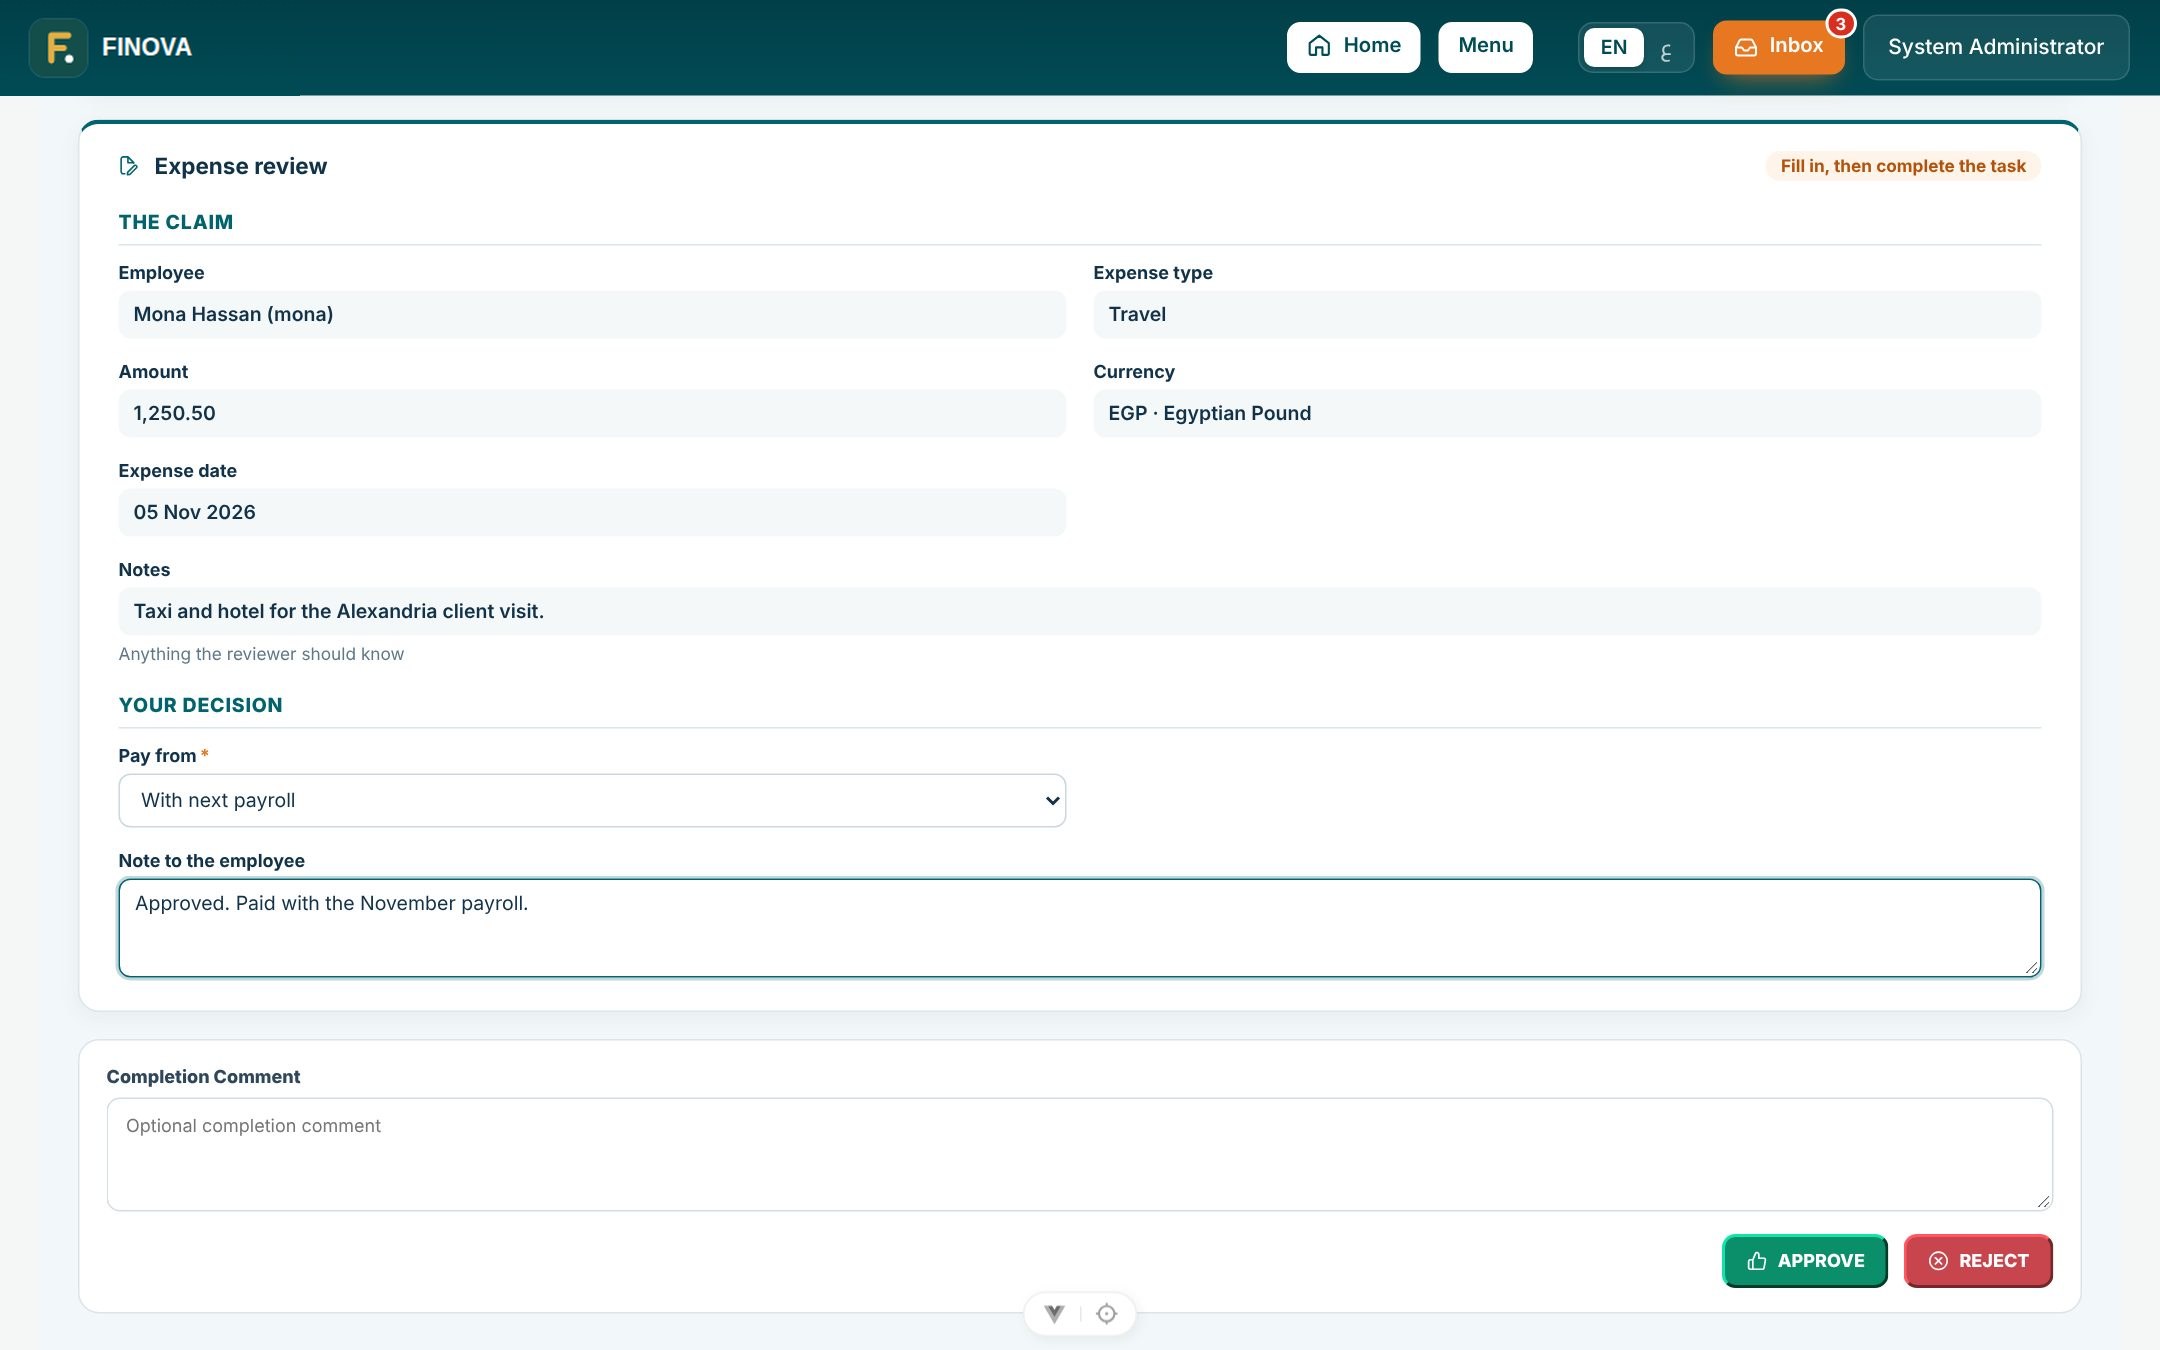 FINOVA
Home
Menu
EN
ع
Inbox
3
System Administrator
Expense review
Fill in, then complete the task
THE CLAIM
Employee
Expense type
Mona Hassan (mona)
Travel
Amount
Currency
1,250.50
EGP · Egyptian Pound
Expense date
05 Nov 2026
Notes
Taxi and hotel for the Alexandria client visit.
Anything the reviewer should know
YOUR DECISION
Pay from *
With next payroll
Note to the employee
Approved. Paid with the November payroll.
Completion Comment
Optional completion comment
APPROVE
REJECT